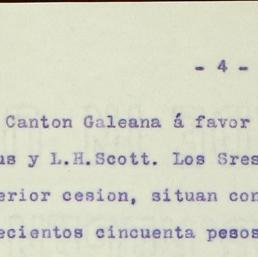 - 4 -
Canton Galeana á favor
us y L.H.Scott. Los Sres
erior cesion, situan con
ecientos cincuenta pesos